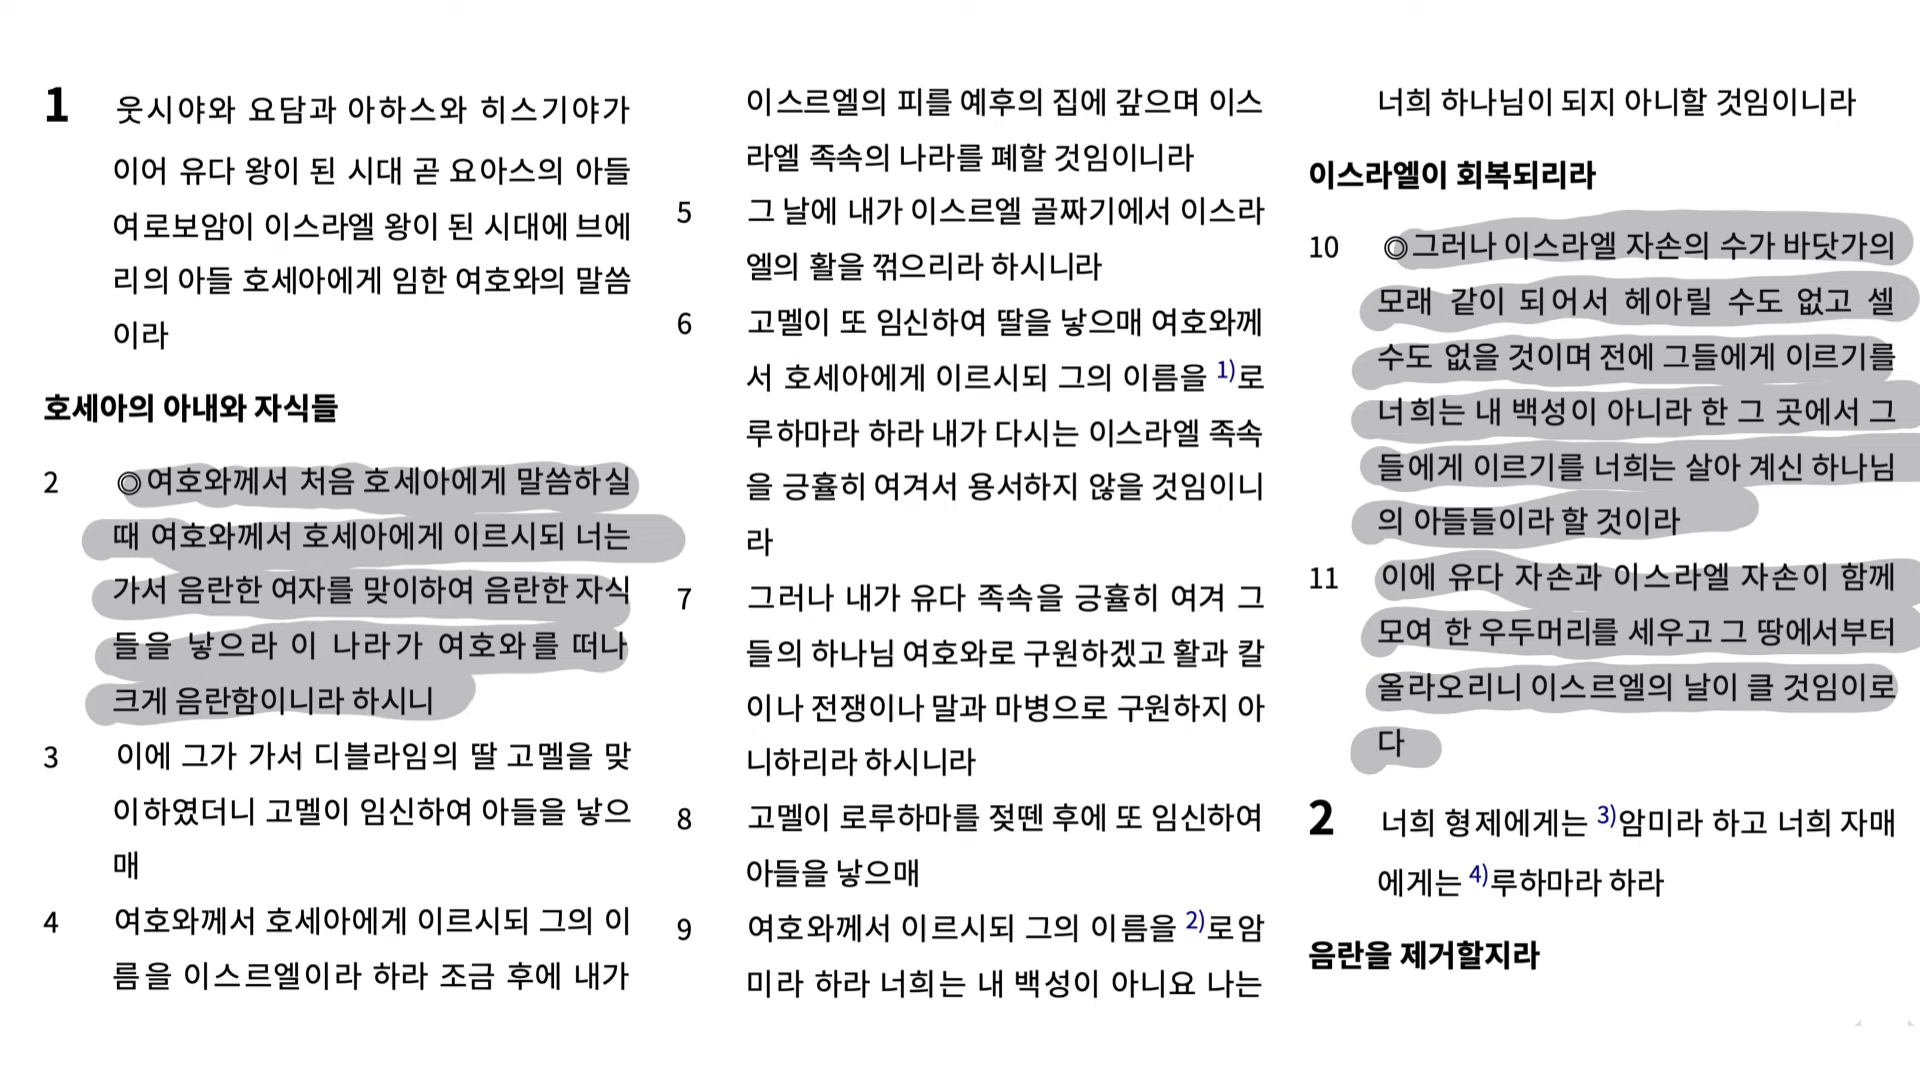 1 웃시야와 요담과 아하스와 히스기야가
이어 유다 왕이 된 시대 곧 요아스의 아들
여로보암이 이스라엘 왕이 된 시대에 브에
리의 아들 호세아에게 임한 여호와의 말씀
이라
호세아의 아내와 자식들
2 ◎여호와께서 처음 호세아에게 말씀하실
때 여호와께서 호세아에게 이르시되 너는
가서 음란한 여자를 맞이하여 음란한 자식
들을 낳으라 이 나라가 여호와를 떠나
크게 음란함이니라 하시니
3 이에 그가 가서 디블라임의 딸 고멜을 맞
이하였더니 고멜이 임신하여 아들을 낳으
매
4 여호와께서 호세아에게 이르시되 그의 이
름을 이스르엘이라 하라 조금 후에 내가
이스르엘의 피를 예후의 집에 갚으며 이스
라엘 족속의 나라를 폐할 것임이니라
5 그 날에 내가 이스르엘 골짜기에서 이스라
엘의 활을 꺾으리라 하시니라
6 고멜이 또 임신하여 딸을 낳으매 여호와께
서 호세아에게 이르시되 그의 이름을 1)로
루하마라 하라 내가 다시는 이스라엘 족속
을 긍휼히 여겨서 용서하지 않을 것임이니
라
7 그러나 내가 유다 족속을 긍휼히 여겨 그
들의 하나님 여호와로 구원하겠고 활과 칼
이나 전쟁이나 말과 마병으로 구원하지 아
니하리라 하시니라
8 고멜이 로루하마를 젖뗀 후에 또 임신하여
아들을 낳으매
9 여호와께서 이르시되 그의 이름을 2)로암
미라 하라 너희는 내 백성이 아니요 나는
너희 하나님이 되지 아니할 것임이니라
이스라엘이 회복되리라
10 ◎그러나 이스라엘 자손의 수가 바닷가의
모래 같이 되어서 헤아릴 수도 없고 셀
수도 없을 것이며 전에 그들에게 이르기를
너희는 내 백성이 아니라 한 그 곳에서 그
들에게 이르기를 너희는 살아 계신 하나님
의 아들들이라 할 것이라
11 이에 유다 자손과 이스라엘 자손이 함께
모여 한 우두머리를 세우고 그 땅에서부터
올라오리니 이스르엘의 날이 클 것임이로
다
2 너희 형제에게는 3)암미라 하고 너희 자매
에게는 4)루하마라 하라
음란을 제거할지라